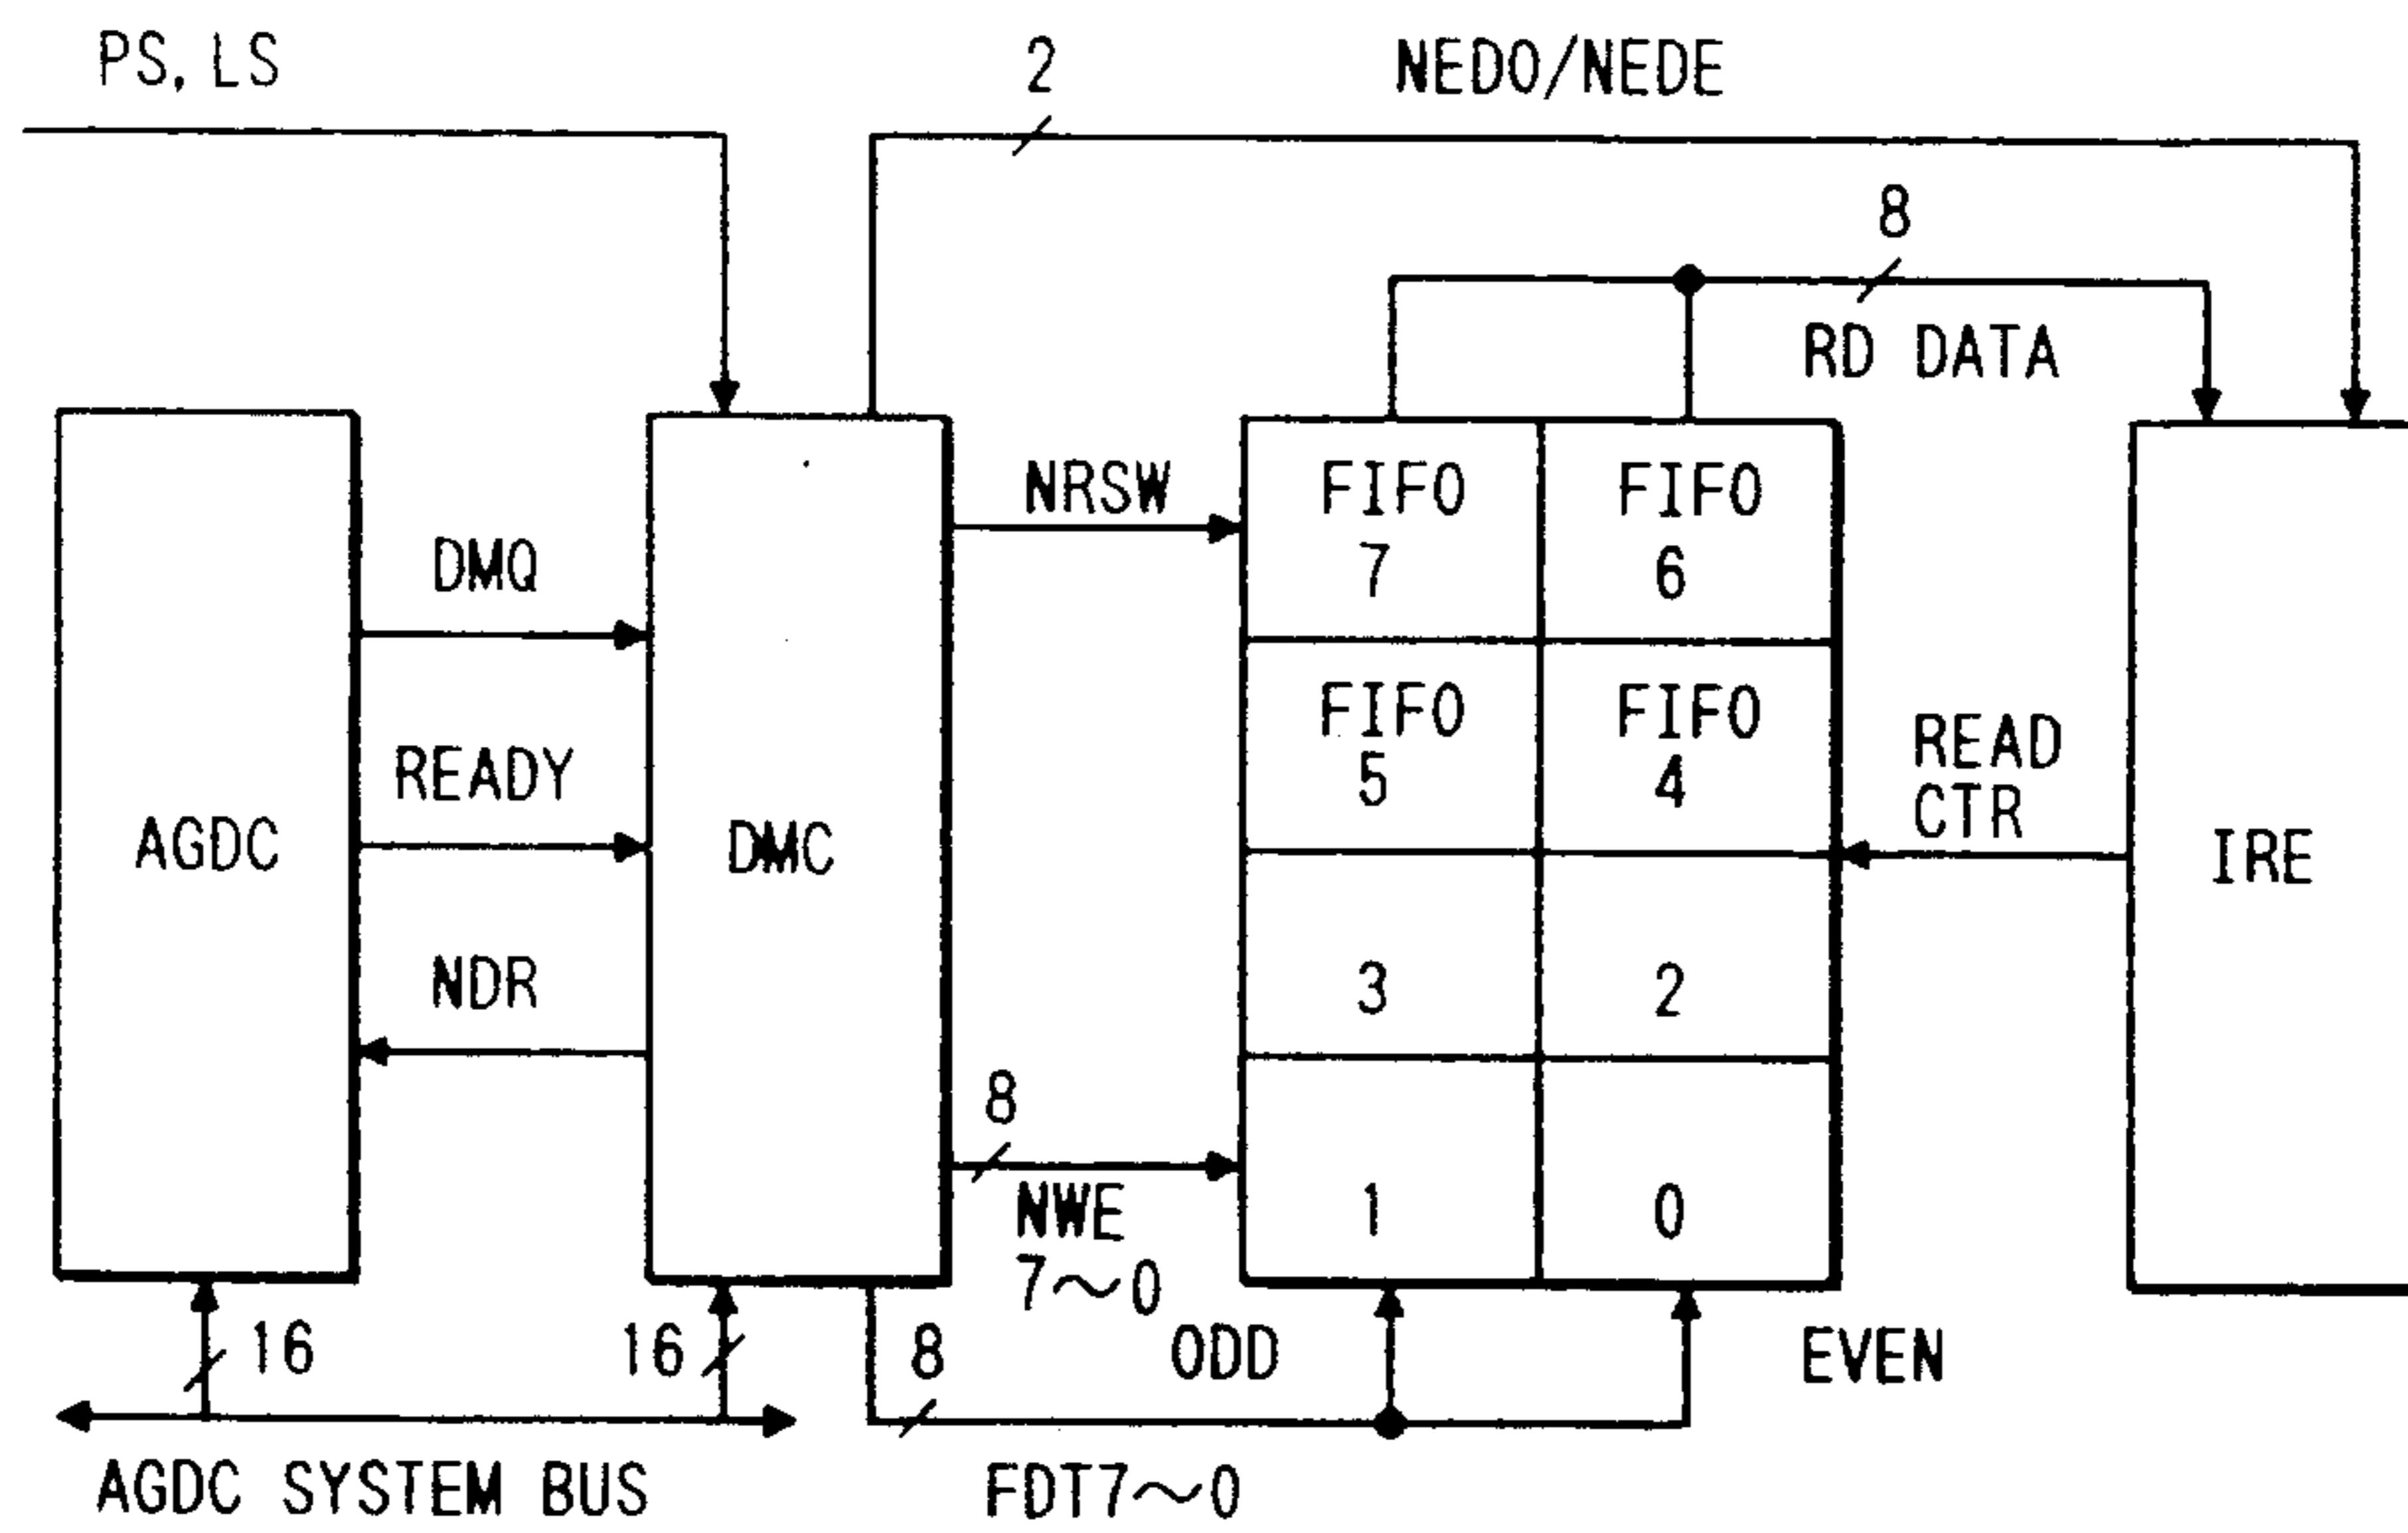 PS, LS
2
NEDO/NEDE
8
RD DATA
NRSW
FIFO
7
FIFO
6
DMQ
FIFO
5
FIFO
4
READY
READ
CTR
AGDC
DMC
IRE
NDR
3
2
8
NWE
7~0
1
0
16
16
8
ODD
EVEN
AGDC SYSTEM BUS
FDT7~0